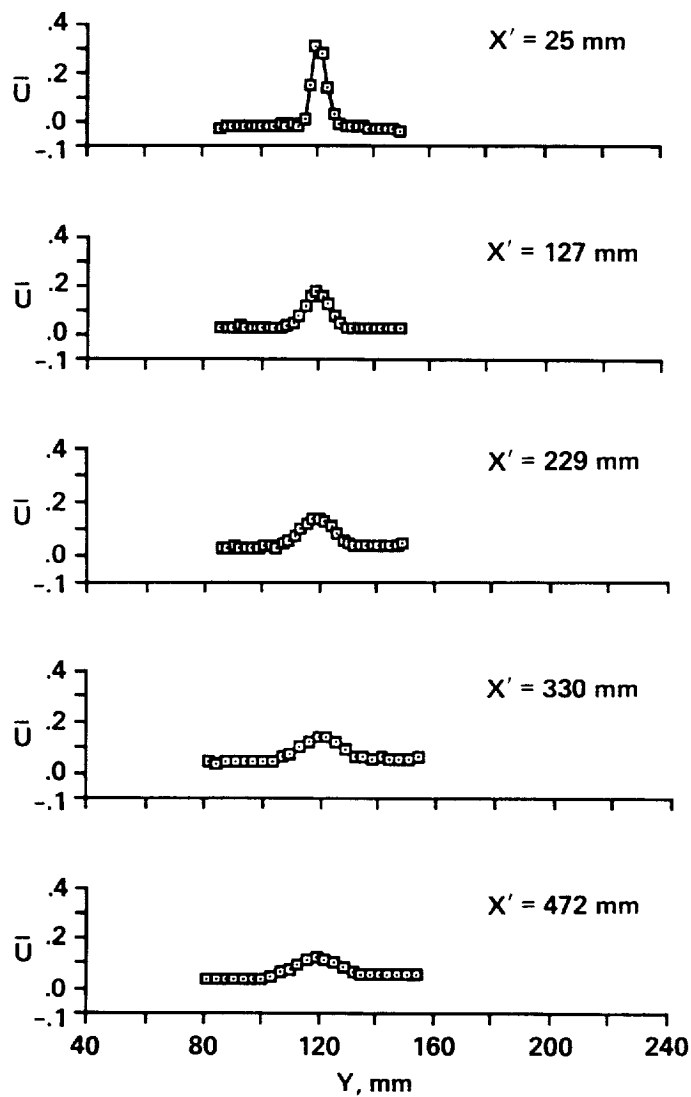 .4
X′ = 25 mm
.2
Ū
.0
–.1
.4
X′ = 127 mm
.2
Ū
.0
–.1
.4
X′ = 229 mm
.2
Ū
.0
–.1
.4
X′ = 330 mm
.2
Ū
.0
–.1
.4
X′ = 472 mm
.2
Ū
.0
–.1
40 80 120 160 200 240
Y, mm